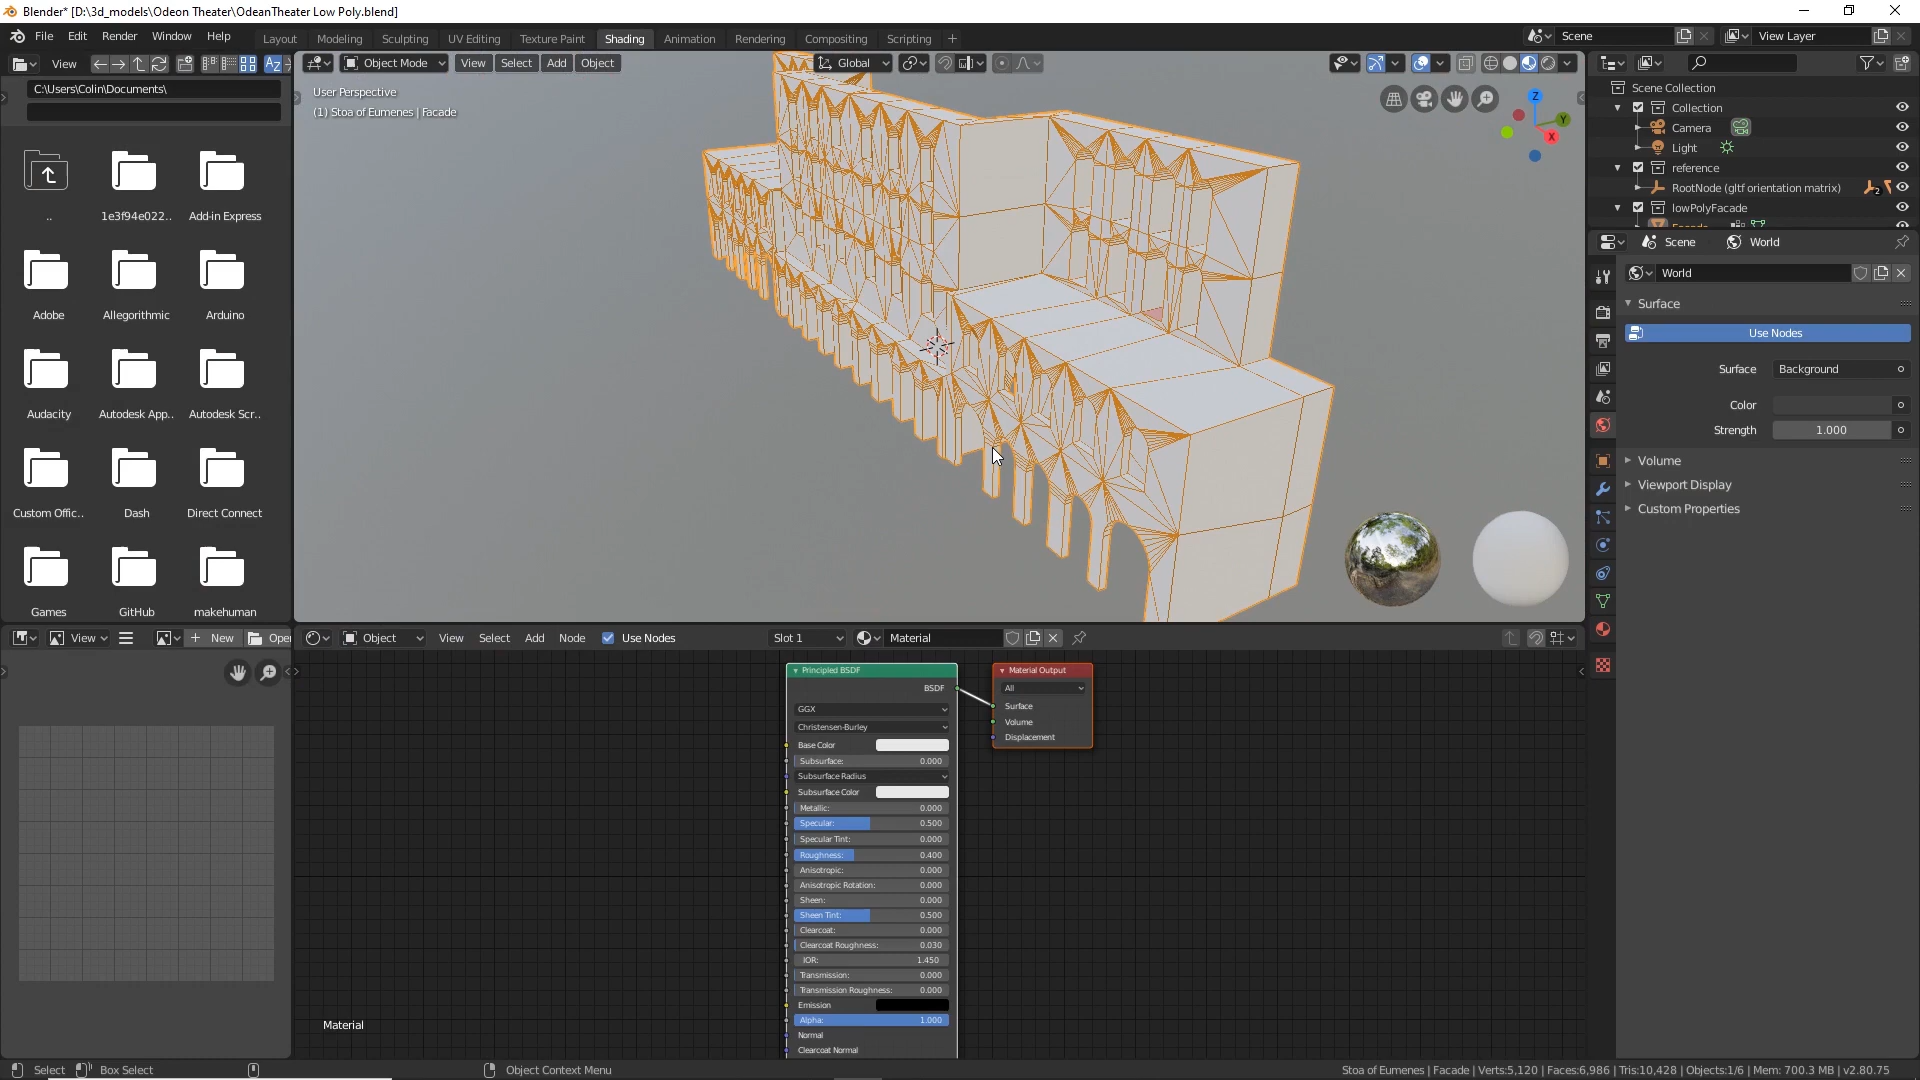 Blender* [D:\3d_models\Odeon Theater\OdeanTheater Low Poly.blend]
File Edit Render Window Help
Layout Modeling Sculpting UV Editing Texture Paint Shading Animation Rendering Compositing Scripting +
Scene
View Layer
View
Object Mode View Select Add Object
Global
C:\Users\Colin\Documents\
User Perspective
(1) Stoa of Eumenes | Facade
Z
Y
X
..
1e3f94e022..
Add-in Express
Adobe
Allegorithmic
Arduino
Audacity
Autodesk App..
Autodesk Scr..
Custom Offic..
Dash
Direct Connect
Games
GitHub
makehuman
Scene Collection
Collection
Camera
Light
reference
RootNode (gltf orientation matrix)
2
lowPolyFacade
Scene World
World
Surface
Use Nodes
Surface Background
Color
Strength 1.000
Volume
Viewport Display
Custom Properties
View
New
Open
Object View Select Add Node Use Nodes Slot 1 Material
Principled BSDF
BSDF
GGX
Christensen-Burley
Base Color
Subsurface: 0.000
Subsurface Radius
Subsurface Color
Metallic: 0.000
Specular: 0.500
Specular Tint: 0.000
Roughness: 0.400
Anisotropic: 0.000
Anisotropic Rotation: 0.000
Sheen: 0.000
Sheen Tint: 0.500
Clearcoat: 0.000
Clearcoat Roughness: 0.030
IOR: 1.450
Transmission: 0.000
Transmission Roughness: 0.000
Emission
Alpha: 1.000
Normal
Clearcoat Normal
Material Output
All
Surface
Volume
Displacement
Material
Select
Box Select
Object Context Menu
Stoa of Eumenes | Facade | Verts:5,120 | Faces:6,986 | Tris:10,428 | Objects:1/6 | Mem: 700.3 MB | v2.80.75